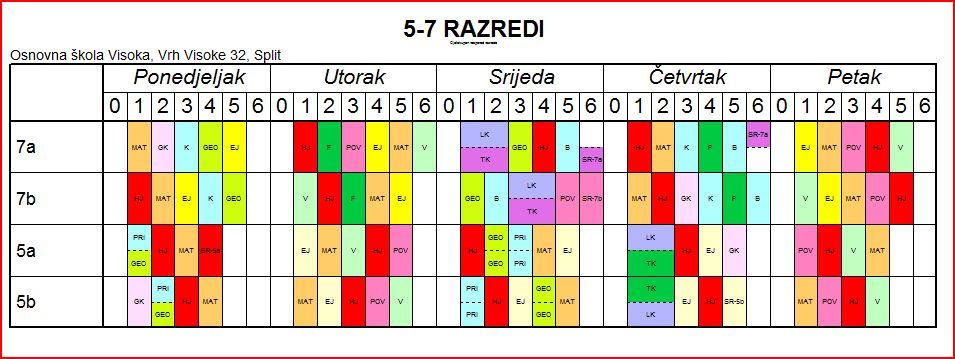 5-7 RAZREDI
Osnovna škola Visoka, Vrh Visoke 32, Split
Ponedjeljak Utorak Srijeda Četvrtak Petak
0 1 2 3 4 5 6 0 1 2 3 4 5 6 0 1 2 3 4 5 6 0 1 2 3 4 5 6 0 1 2 3 4 5 6
LK SR-7a
7a MAT GK K GEO EJ HJ F POV EJ MAT V GEO HJ B HJ MAT K F B EJ MAT POV HJ V
TK SR-7a
LK
7b HJ MAT EJ K GEO V HJ F MAT EJ GEO B POV SR-7b MAT HJ GK K F B V EJ MAT POV HJ
TK
PRI GEO PRI LK
5a HJ MAT SR-5a EJ MAT V HJ POV HJ MAT EJ HJ EJ GK POV HJ V MAT
GEO GEO PRI TK
PRI PRI GEO TK
5b GK HJ MAT MAT EJ HJ POV V HJ EJ MAT EJ HJ SR-5b MAT EJ HJ V
GEO PRI GEO LK